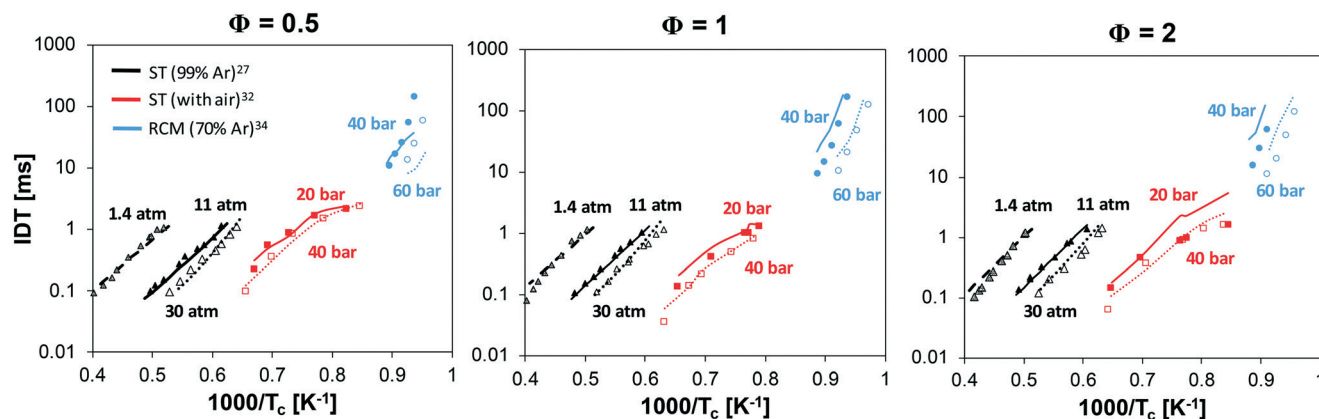 Φ = 0.5
1000
100
10
1
0.1
0.01
IDT [ms]
ST (99% Ar)27
ST (with air)32
RCM (70% Ar)34
40 bar
60 bar
20 bar
40 bar
1.4 atm
11 atm
30 atm
0.4 0.5 0.6 0.7 0.8 0.9 1
1000/Tc [K-1]
Φ = 1
1000
100
10
1
0.1
0.01
40 bar
60 bar
20 bar
40 bar
1.4 atm
11 atm
30 atm
0.4 0.5 0.6 0.7 0.8 0.9 1
1000/Tc [K-1]
Φ = 2
1000
100
10
1
0.1
0.01
40 bar
60 bar
20 bar
40 bar
1.4 atm
11 atm
30 atm
0.4 0.5 0.6 0.7 0.8 0.9 1
1000/Tc [K-1]